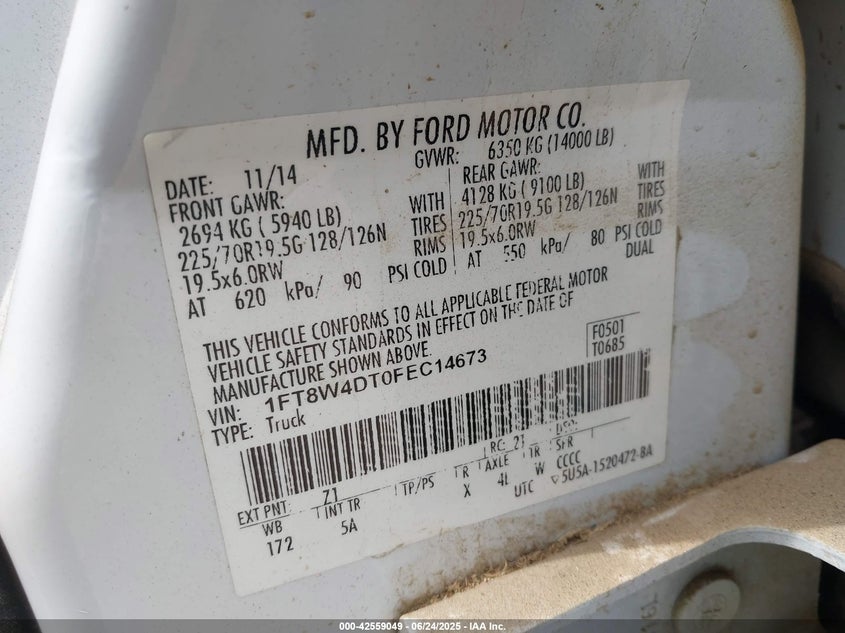 MFD. BY FORD MOTOR CO.
DATE: 11/14
GVWR: 6350 KG (14000 LB)
FRONT GAWR:
2694 KG ( 5940 LB) WITH
225/70R19.5G 128/126N TIRES
19.5x6.0RW RIMS
AT 620 kPa/ 90 PSI COLD
REAR GAWR: WITH
4128 KG ( 9100 LB) TIRES
225/70R19.5G 128/126N RIMS
19.5x6.0RW
AT 550 kPa/ 80 PSI COLD
DUAL
THIS VEHICLE CONFORMS TO ALL APPLICABLE FEDERAL MOTOR
VEHICLE SAFETY STANDARDS IN EFFECT ON THE DATE OF
MANUFACTURE SHOWN ABOVE.
F0501
T0685
VIN: 1FT8W4DT0FEC14673
TYPE: Truck
EXT PNT: Z1 RC: 21 DSO:
WB INT TR TP/PS R AXLE TR SPR
172 5A X 4L W CCCC
UTC ▽5U5A-1520472-BA
000-42559049 - 06/24/2025 - IAA Inc.